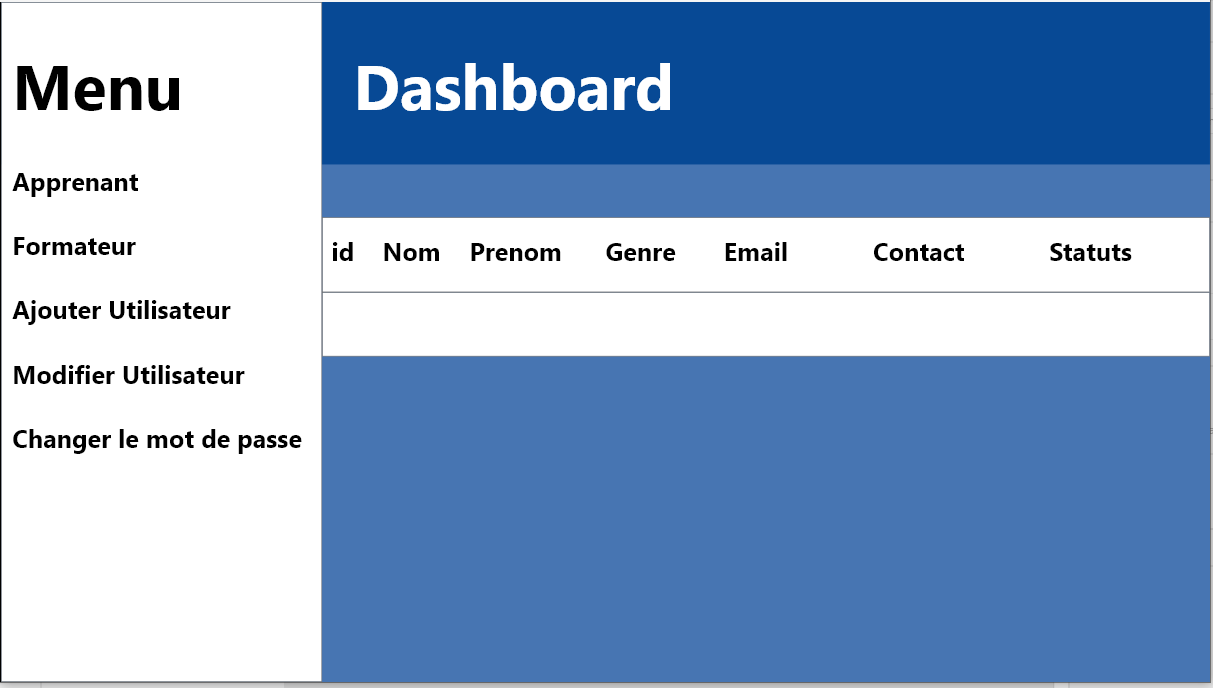 Menu
Apprenant
Formateur
Ajouter Utilisateur
Modifier Utilisateur
Changer le mot de passe
Dashboard
id Nom Prenom Genre Email Contact Statuts